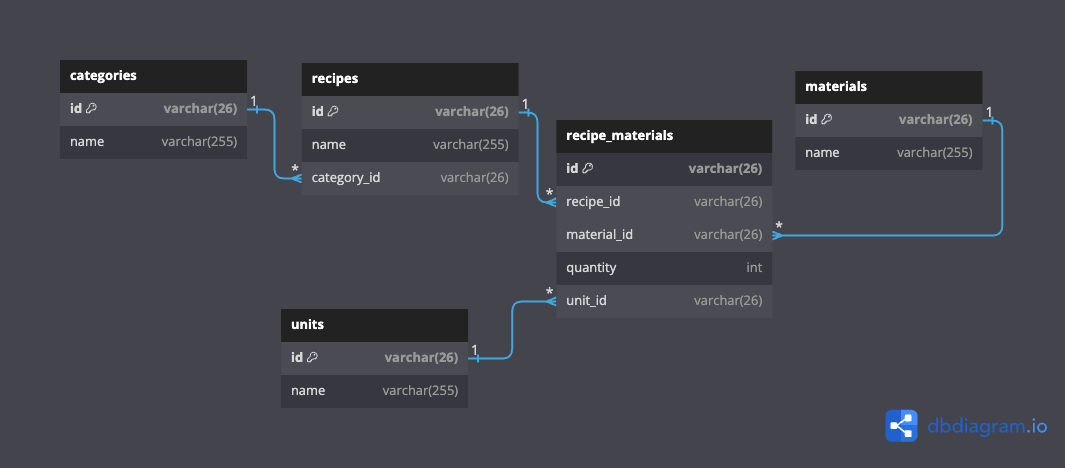 categories
id varchar(26)
name varchar(255)
1
*
recipes
id varchar(26)
name varchar(255)
category_id varchar(26)
1
*
recipe_materials
id varchar(26)
recipe_id varchar(26)
material_id varchar(26)
quantity int
unit_id varchar(26)
*
*
materials
id varchar(26)
name varchar(255)
1
units
id varchar(26)
name varchar(255)
1
dbdiagram.io